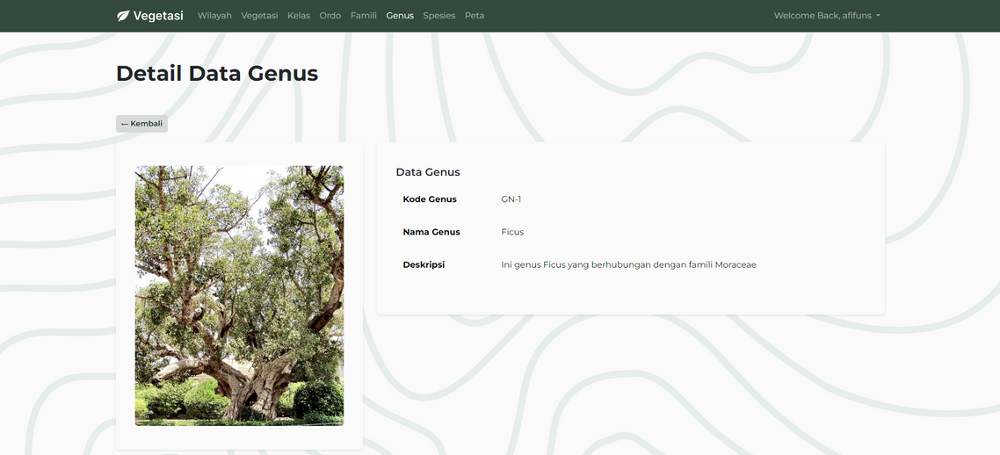 Vegetasi Wilayah Vegetasi Kelas Ordo Famili Genus Spesies Peta Welcome Back, afifuns
Detail Data Genus
← Kembali
Data Genus
Kode Genus GN-1
Nama Genus Ficus
Deskripsi Ini genus Ficus yang berhubungan dengan famili Moraceae